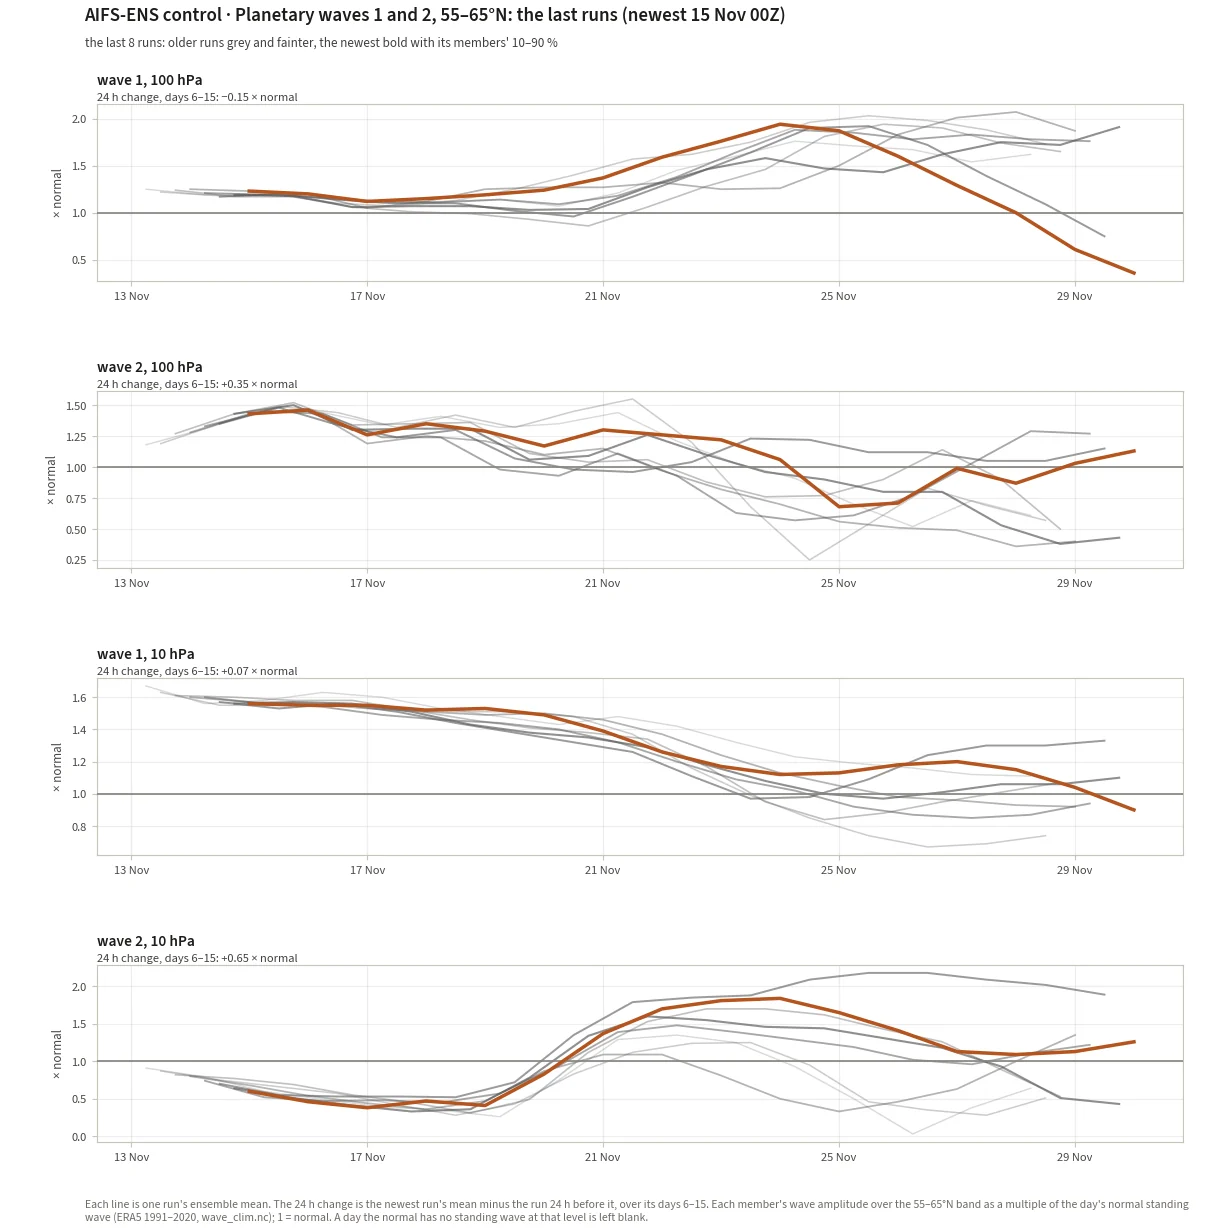 AIFS-ENS control · Planetary waves 1 and 2, 55–65°N: the last runs (newest 15 Nov 00Z)
the last 8 runs: older runs grey and fainter, the newest bold with its members' 10–90 %
wave 1, 100 hPa
24 h change, days 6–15: −0.15 × normal
2.0
1.5
1.0
0.5
× normal
13 Nov 17 Nov 21 Nov 25 Nov 29 Nov
wave 2, 100 hPa
24 h change, days 6–15: +0.35 × normal
1.50
1.25
1.00
0.75
0.50
0.25
× normal
13 Nov 17 Nov 21 Nov 25 Nov 29 Nov
wave 1, 10 hPa
24 h change, days 6–15: +0.07 × normal
1.6
1.4
1.2
1.0
0.8
× normal
13 Nov 17 Nov 21 Nov 25 Nov 29 Nov
wave 2, 10 hPa
24 h change, days 6–15: +0.65 × normal
2.0
1.5
1.0
0.5
0.0
× normal
13 Nov 17 Nov 21 Nov 25 Nov 29 Nov
Each line is one run's ensemble mean. The 24 h change is the newest run's mean minus the run 24 h before it, over its days 6–15. Each member's wave amplitude over the 55–65°N band as a multiple of the day's normal standing
wave (ERA5 1991–2020, wave_clim.nc); 1 = normal. A day the normal has no standing wave at that level is left blank.